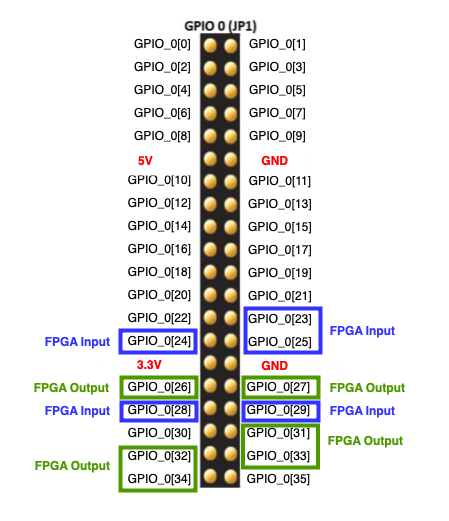 GPIO 0 (JP1)
GPIO_0[0] GPIO_0[1]
GPIO_0[2] GPIO_0[3]
GPIO_0[4] GPIO_0[5]
GPIO_0[6] GPIO_0[7]
GPIO_0[8] GPIO_0[9]
5V GND
GPIO_0[10] GPIO_0[11]
GPIO_0[12] GPIO_0[13]
GPIO_0[14] GPIO_0[15]
GPIO_0[16] GPIO_0[17]
GPIO_0[18] GPIO_0[19]
GPIO_0[20] GPIO_0[21]
GPIO_0[22] GPIO_0[23]
FPGA Input
FPGA Input GPIO_0[24] GPIO_0[25]
3.3V GND
FPGA Output GPIO_0[26] GPIO_0[27] FPGA Output
FPGA Input GPIO_0[28] GPIO_0[29] FPGA Input
GPIO_0[30] GPIO_0[31]
FPGA Output
GPIO_0[32] GPIO_0[33]
FPGA Output
GPIO_0[34] GPIO_0[35]